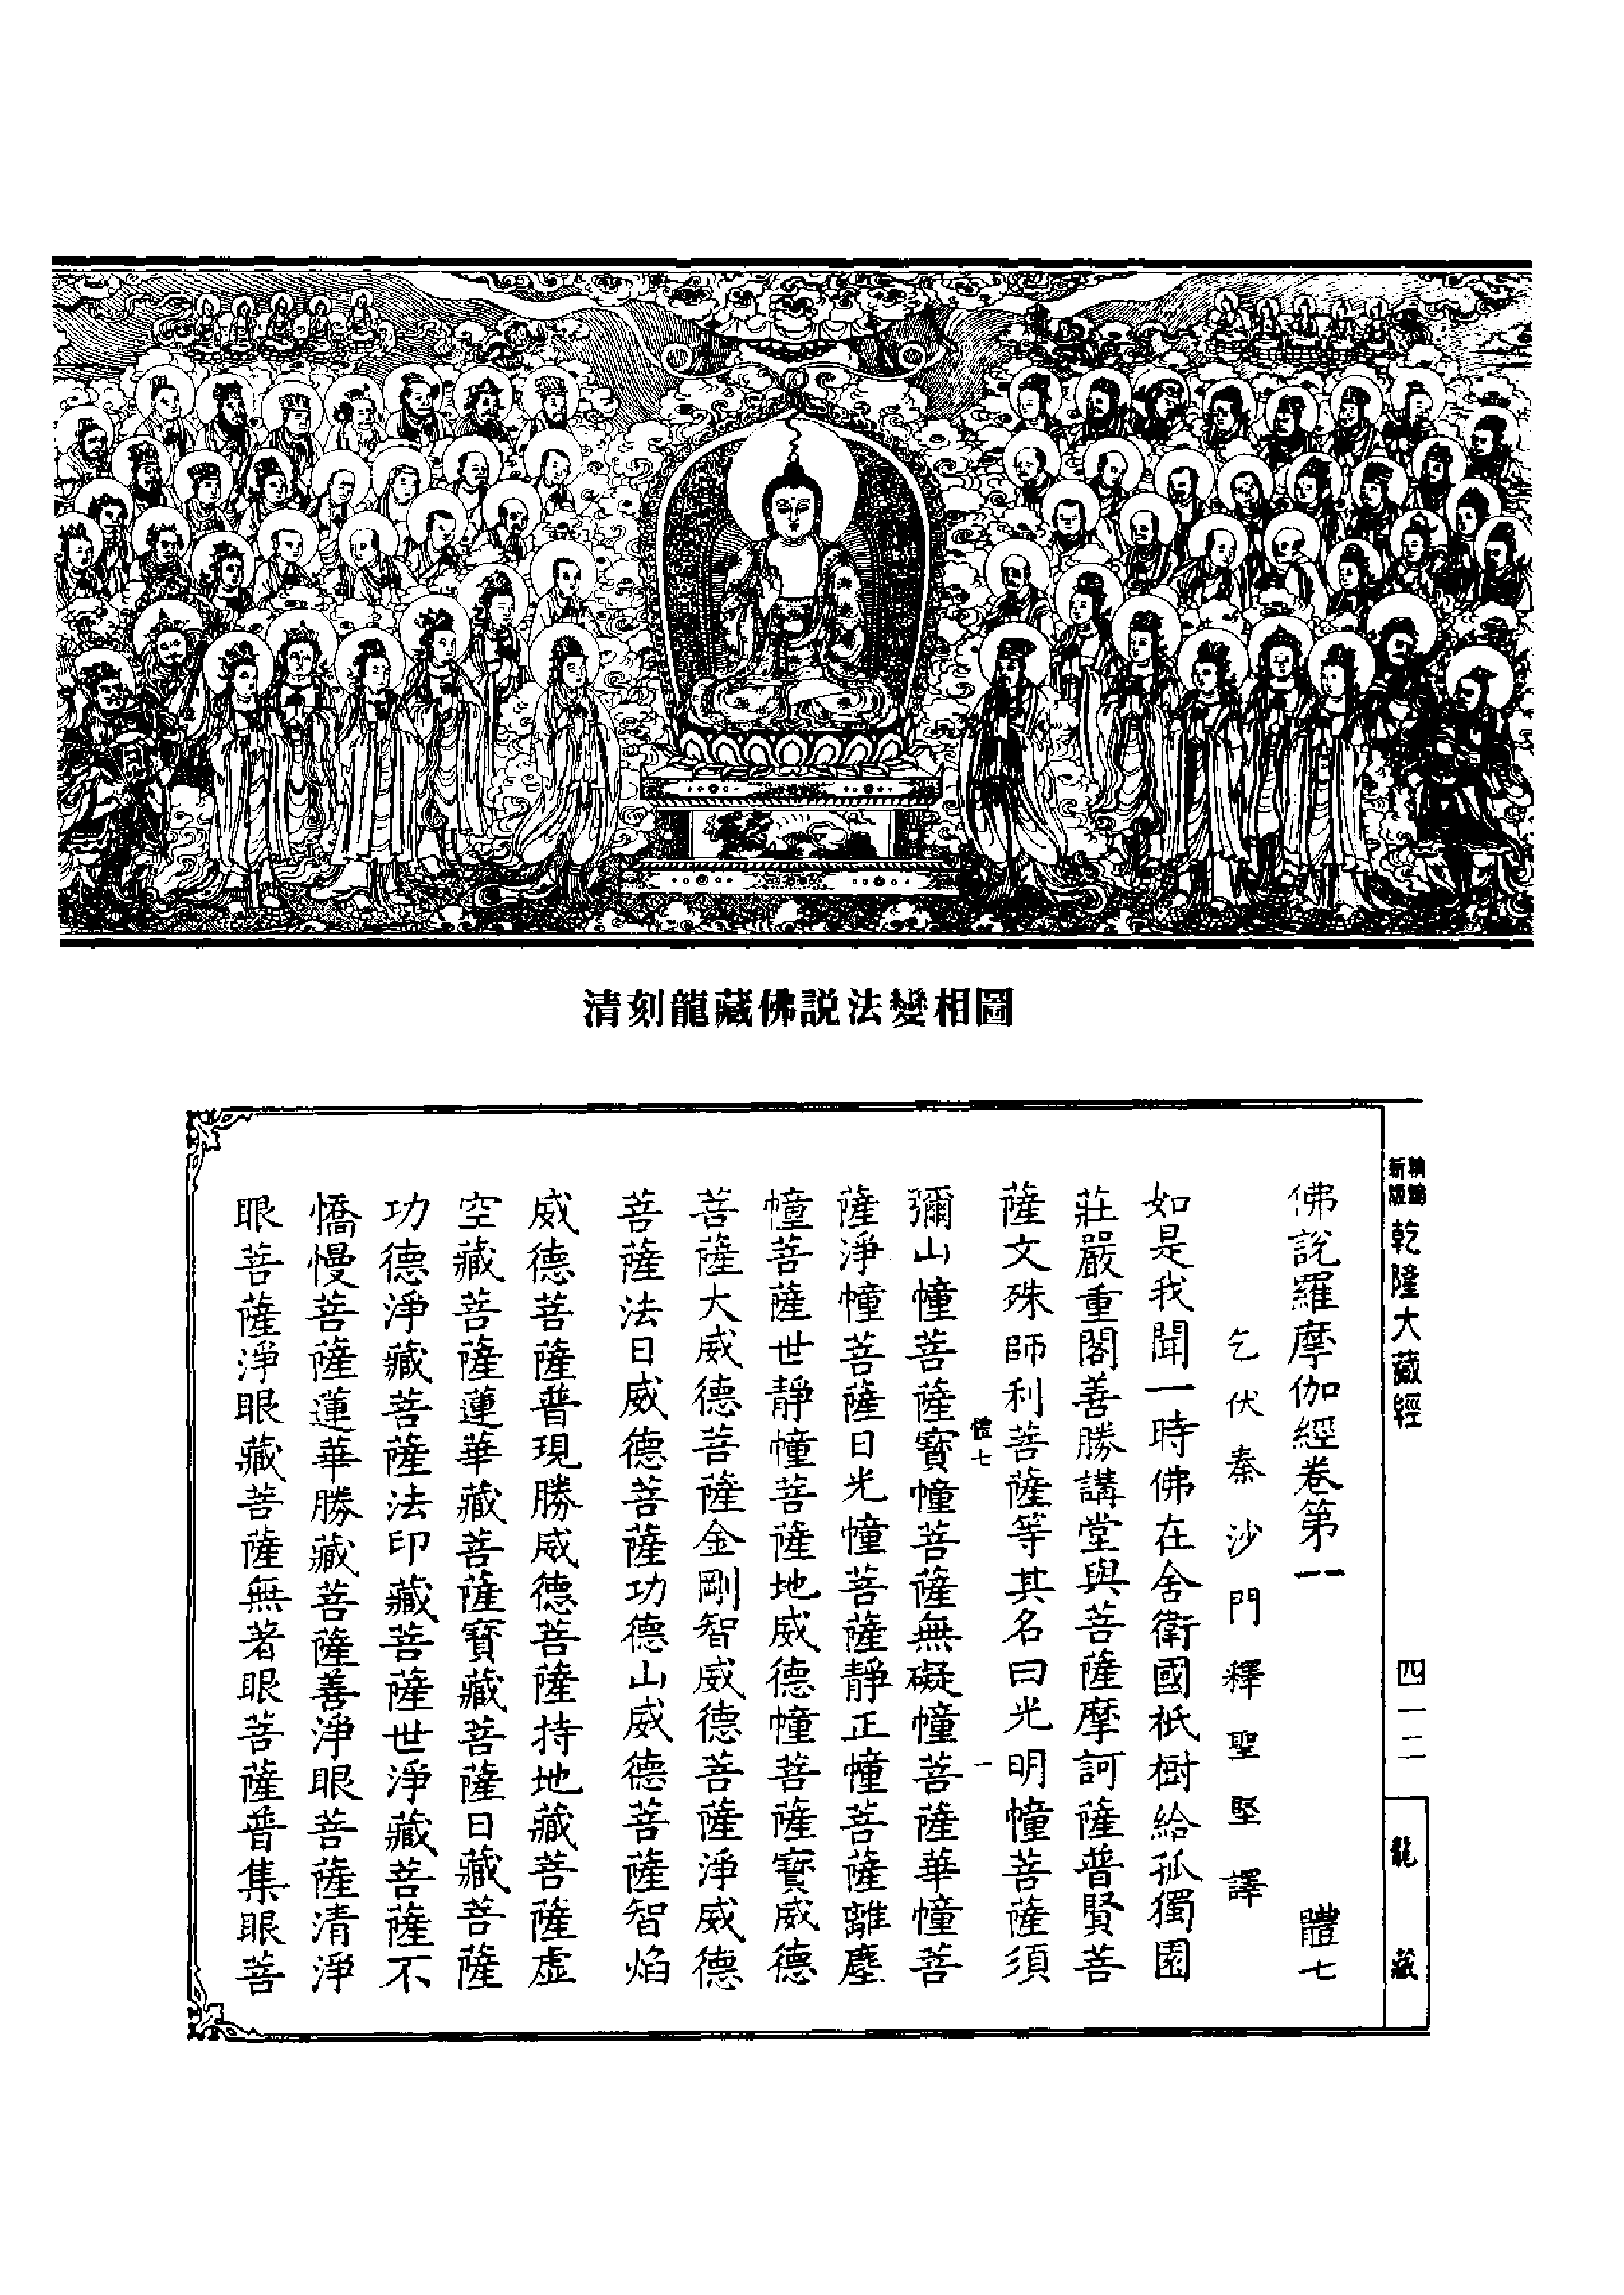 清刻龍藏佛説法變相圖
新版
乾隆大藏經
四一二
龍藏
佛說羅摩伽經卷第一 體七
乞伏秦沙門釋聖堅譯
如是我聞一時佛在舍衛國祇樹給孤獨園
莊嚴重閣善勝講堂與菩薩摩訶薩普賢菩
薩文殊師利菩薩等其名曰光明幢菩薩須
體七 一
彌山幢菩薩寶幢菩薩無礙幢菩薩華幢菩
薩淨幢菩薩日光幢菩薩靜正幢菩薩離塵
幢菩薩世靜幢菩薩地威德幢菩薩寶威德
菩薩大威德菩薩金剛智威德菩薩淨威德
菩薩法日威德菩薩功德山威德菩薩智焰
威德菩薩普現勝威德菩薩持地藏菩薩虛
空藏菩薩蓮華藏菩薩寶藏菩薩日藏菩薩
功德淨藏菩薩法印藏菩薩世淨藏菩薩不
憍慢菩薩蓮華勝藏菩薩善淨眼菩薩清淨
眼菩薩淨眼藏菩薩無著眼菩薩普集眼菩